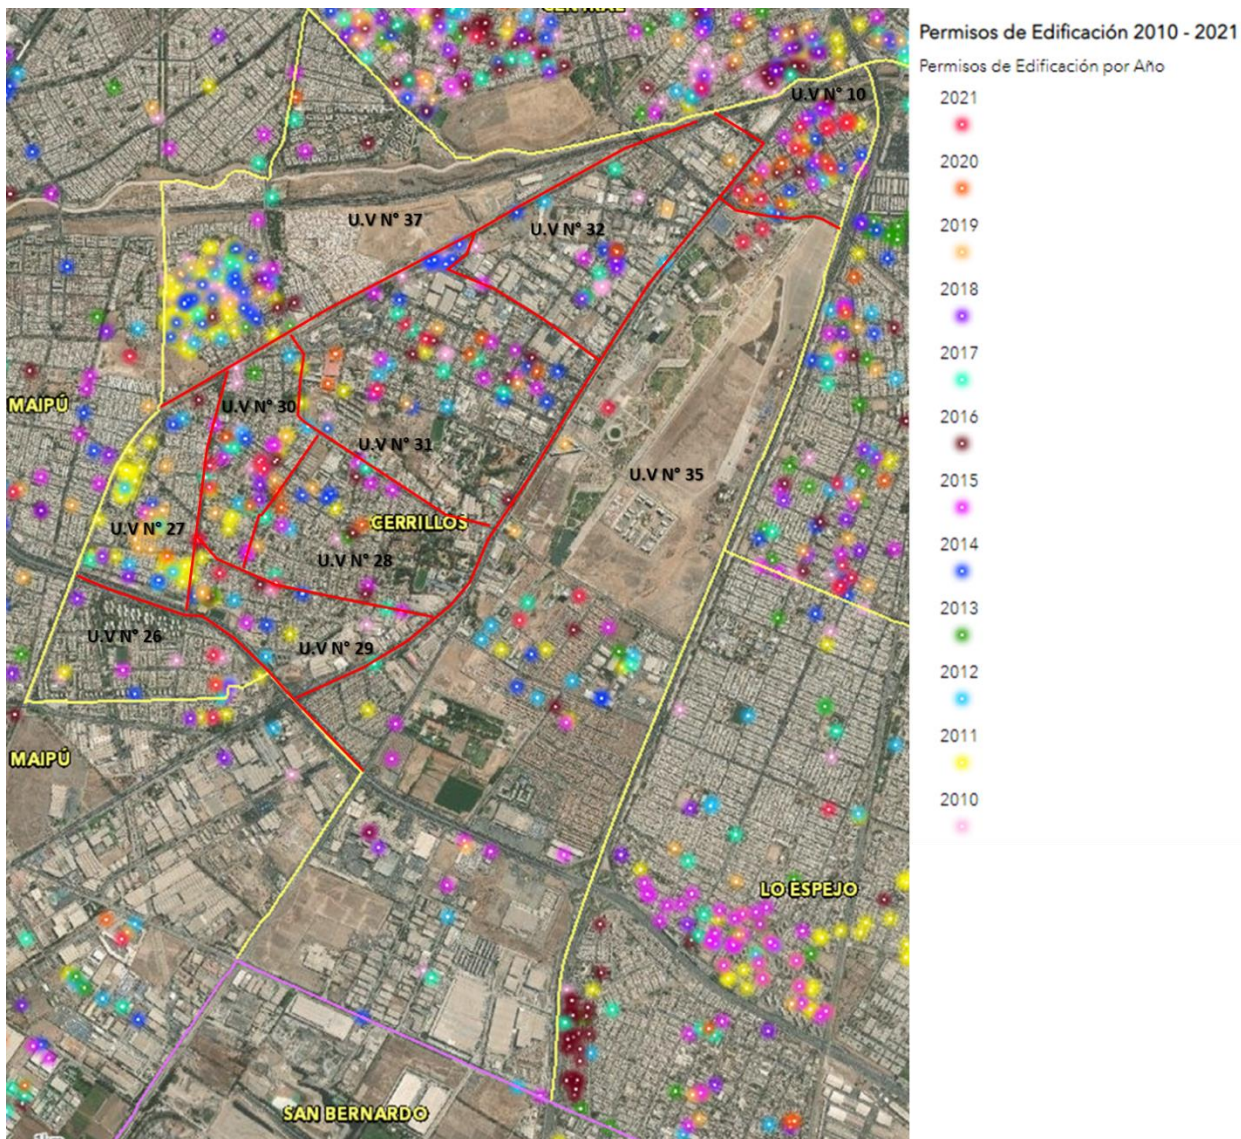 CENTRAL
U.V N° 10
U.V N° 37
U.V N° 32
MAIPÚ
U.V N° 30
U.V N° 31
U.V N° 35
CERRILLOS
U.V N° 27
U.V N° 28
U.V N° 26
U.V N° 29
MAIPÚ
LO ESPEJO
SAN BERNARDO
Permisos de Edificación 2010 - 2021
Permisos de Edificación por Año
2021
2020
2019
2018
2017
2016
2015
2014
2013
2012
2011
2010